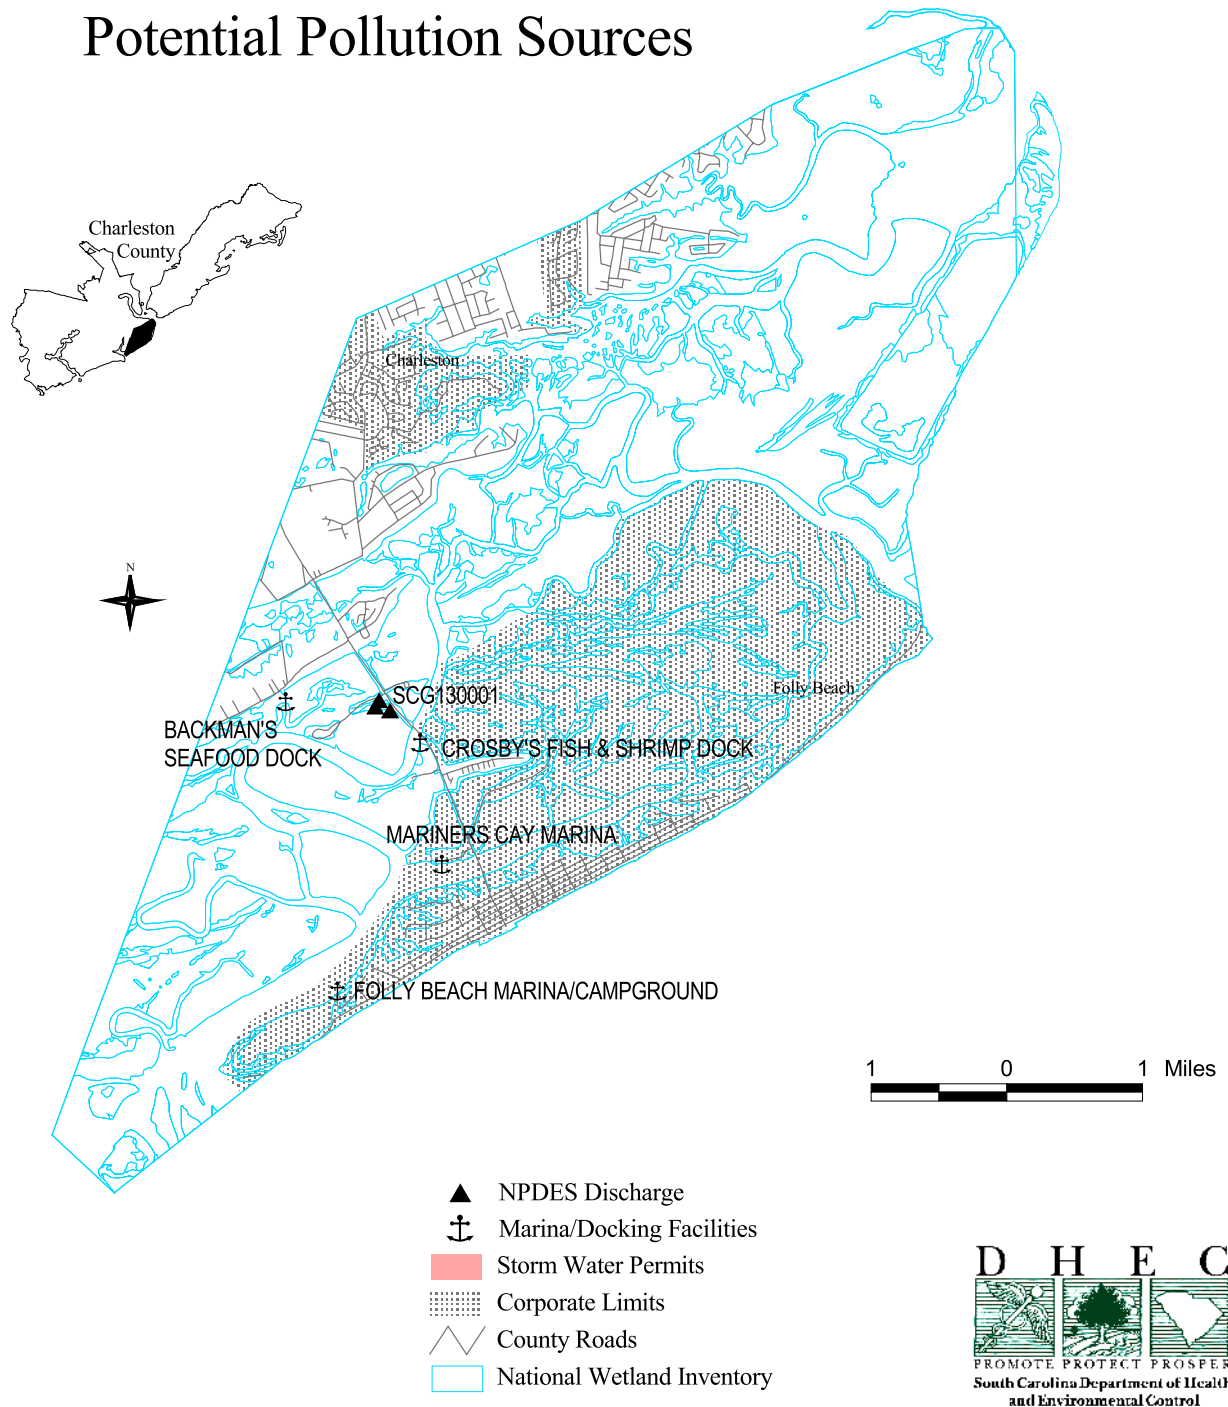 Potential Pollution Sources
Charleston
County
Charleston
N
Folly Beach
SCG130001
BACKMAN'S
SEAFOOD DOCK
CROSBY'S FISH & SHRIMP DOCK
MARINERS CAY MARINA
FOLLY BEACH MARINA/CAMPGROUND
1 0 1 Miles
NPDES Discharge
Marina/Docking Facilities
Storm Water Permits
Corporate Limits
County Roads
National Wetland Inventory
D H E C
PROMOTE PROTECT PROSPER
South Carolina Department of Health
and Environmental Control